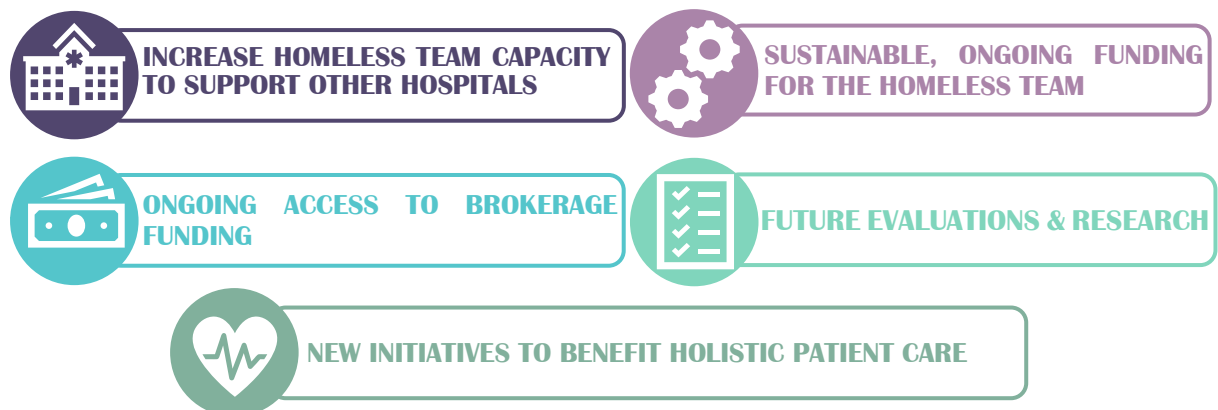 INCREASE HOMELESS TEAM CAPACITY
TO SUPPORT OTHER HOSPITALS
SUSTAINABLE, ONGOING FUNDING
FOR THE HOMELESS TEAM
ONGOING ACCESS TO BROKERAGE
FUNDING
FUTURE EVALUATIONS & RESEARCH
NEW INITIATIVES TO BENEFIT HOLISTIC PATIENT CARE